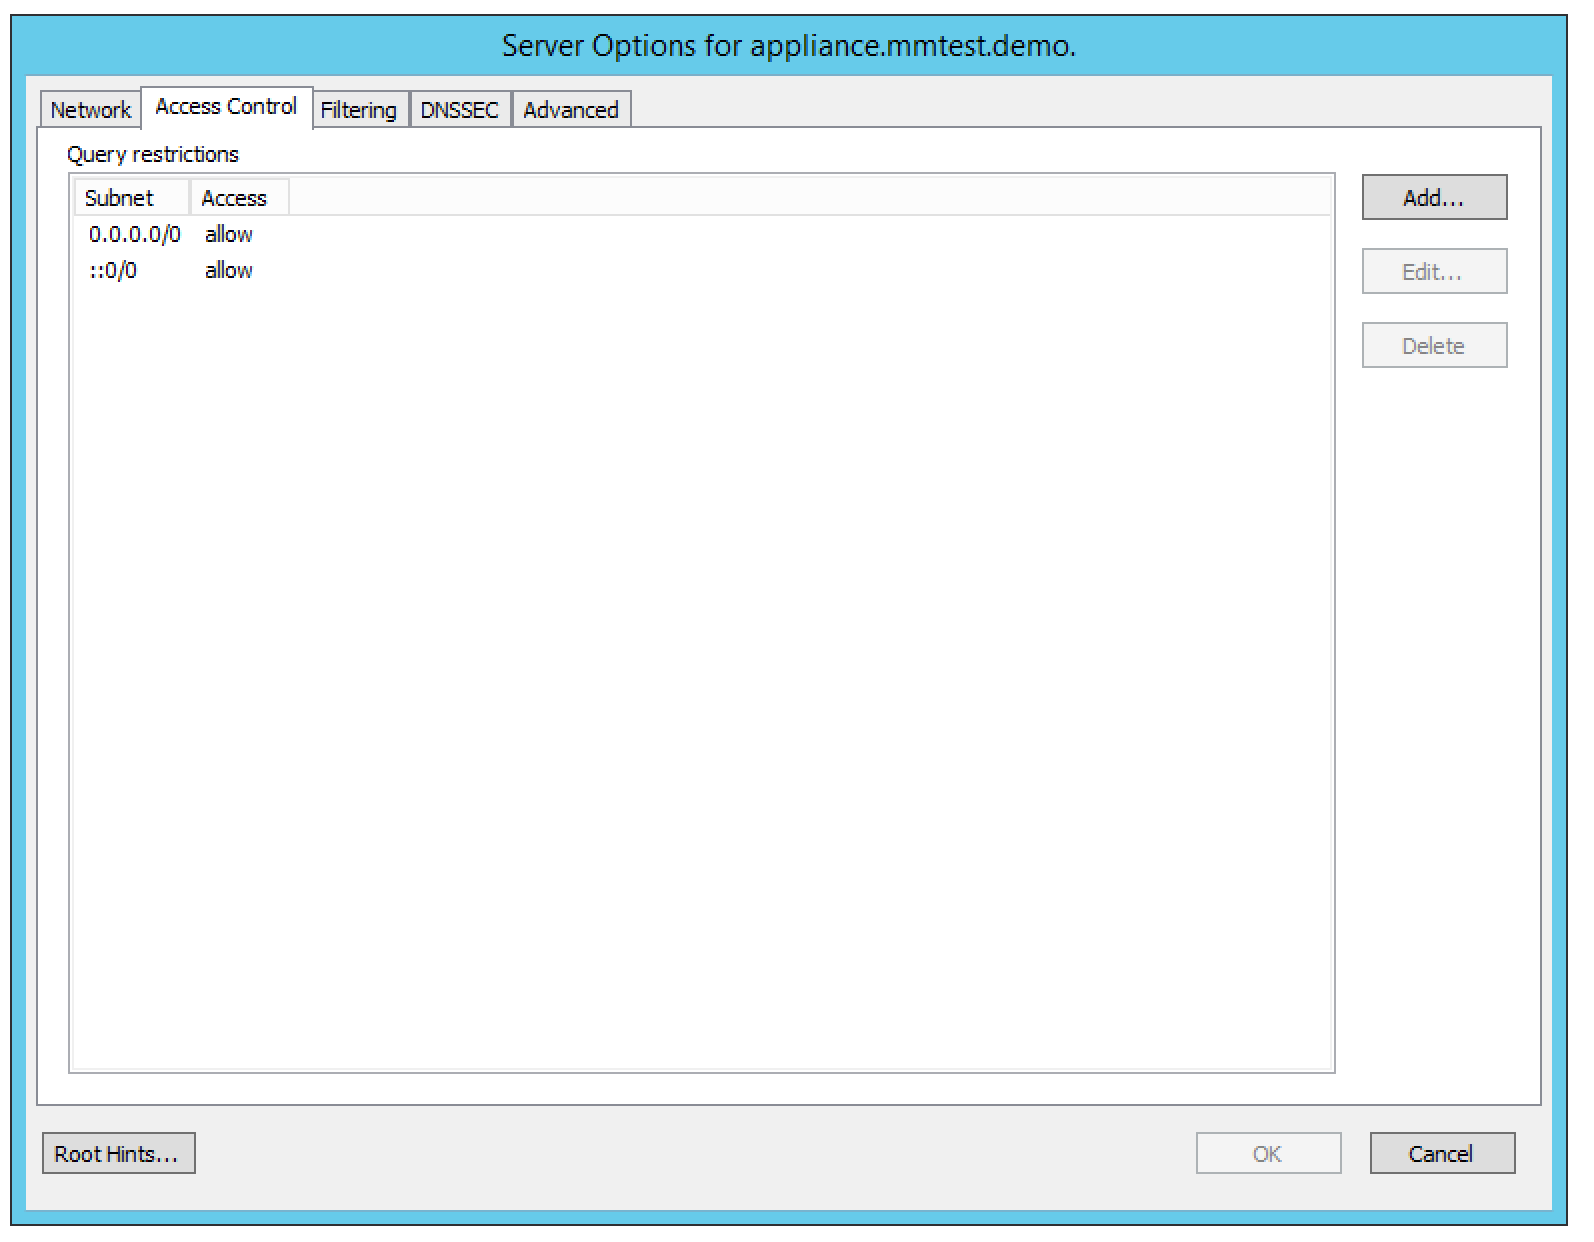 Server Options for appliance.mmtest.demo.
Network Access Control Filtering DNSSEC Advanced
Query restrictions
Subnet Access
0.0.0.0/0 allow
::0/0 allow
Add...
Edit...
Delete
Root Hints... OK Cancel